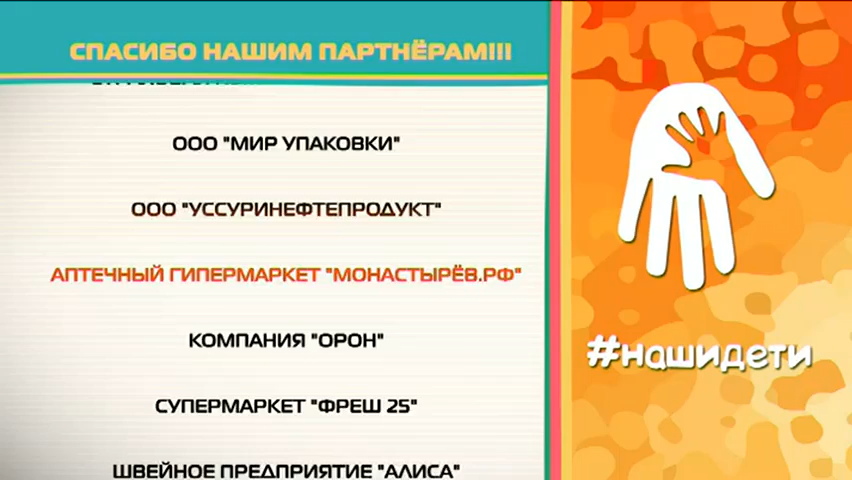 СПАСИБО НАШИМ ПАРТНЁРАМ!!!
ООО "МИР УПАКОВКИ"
ООО "УССУРИНЕФТЕПРОДУКТ"
АПТЕЧНЫЙ ГИПЕРМАРКЕТ "МОНАСТЫРЁВ.РФ"
КОМПАНИЯ "ОРОН"
СУПЕРМАРКЕТ "ФРЕШ 25"
ШВЕЙНОЕ ПРЕДПРИЯТИЕ "АЛИСА"
#нашидети